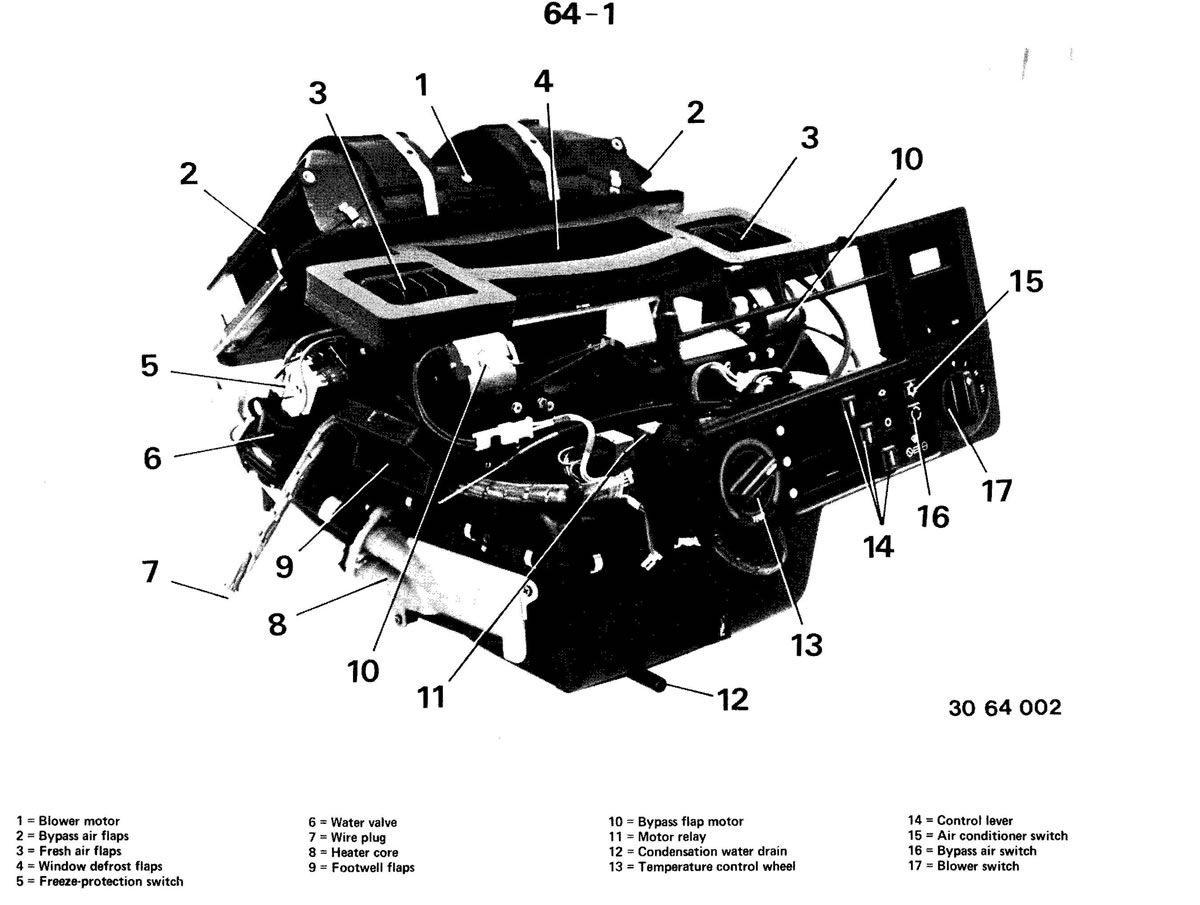 64-1
3
1
4
2
3
10
2
15
5
6
17
16
14
9
7
8
13
10
11
12
30 64 002
1 = Blower motor
2 = Bypass air flaps
3 = Fresh air flaps
4 = Window defrost flaps
5 = Freeze-protection switch
6 = Water valve
7 = Wire plug
8 = Heater core
9 = Footwell flaps
10 = Bypass flap motor
11 = Motor relay
12 = Condensation water drain
13 = Temperature control wheel
14 = Control lever
15 = Air conditioner switch
16 = Bypass air switch
17 = Blower switch